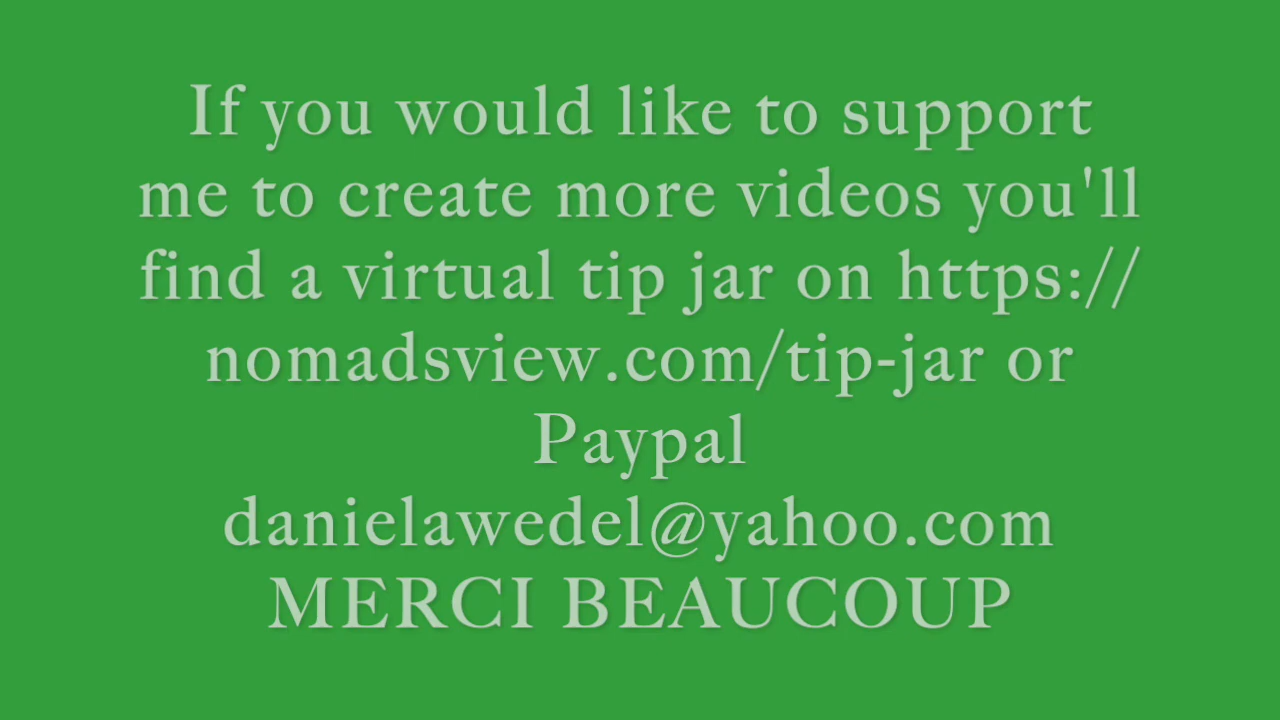 If you would like to support
me to create more videos you'll
find a virtual tip jar on https://
nomadsview.com/tip-jar or
Paypal
danielawedel@yahoo.com
MERCI BEAUCOUP